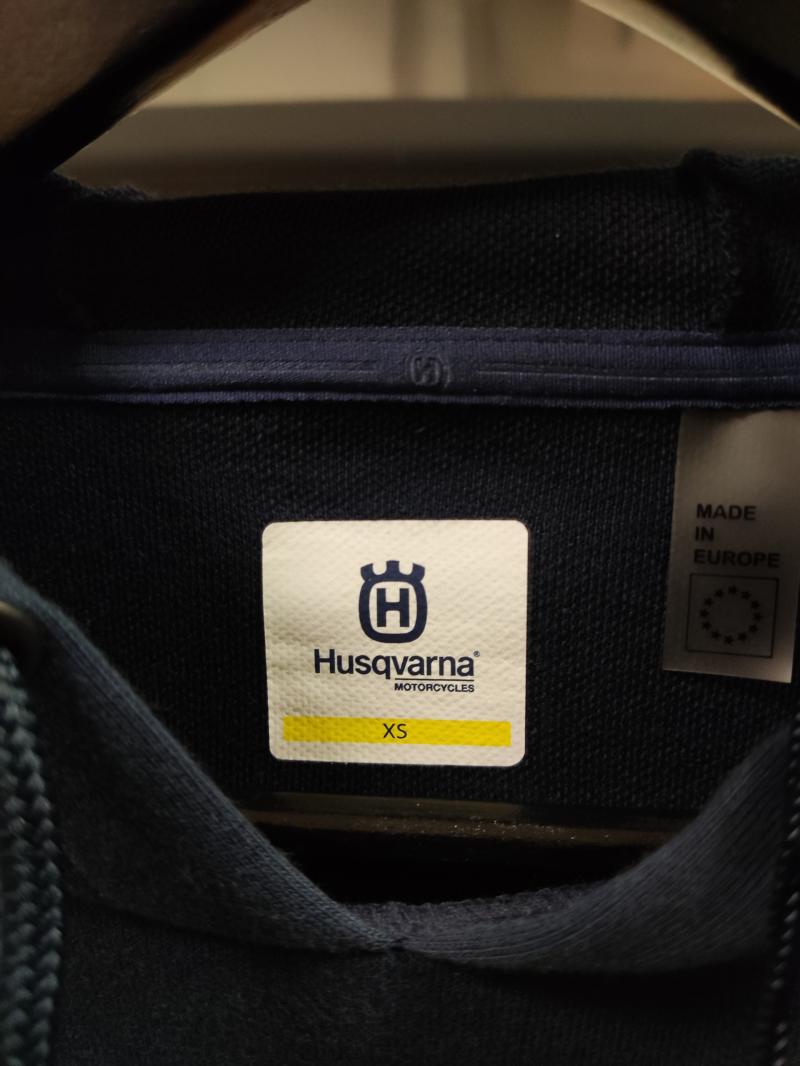 H
H
Husqvarna®
MOTORCYCLES
XS
MADE
IN
EUROPE